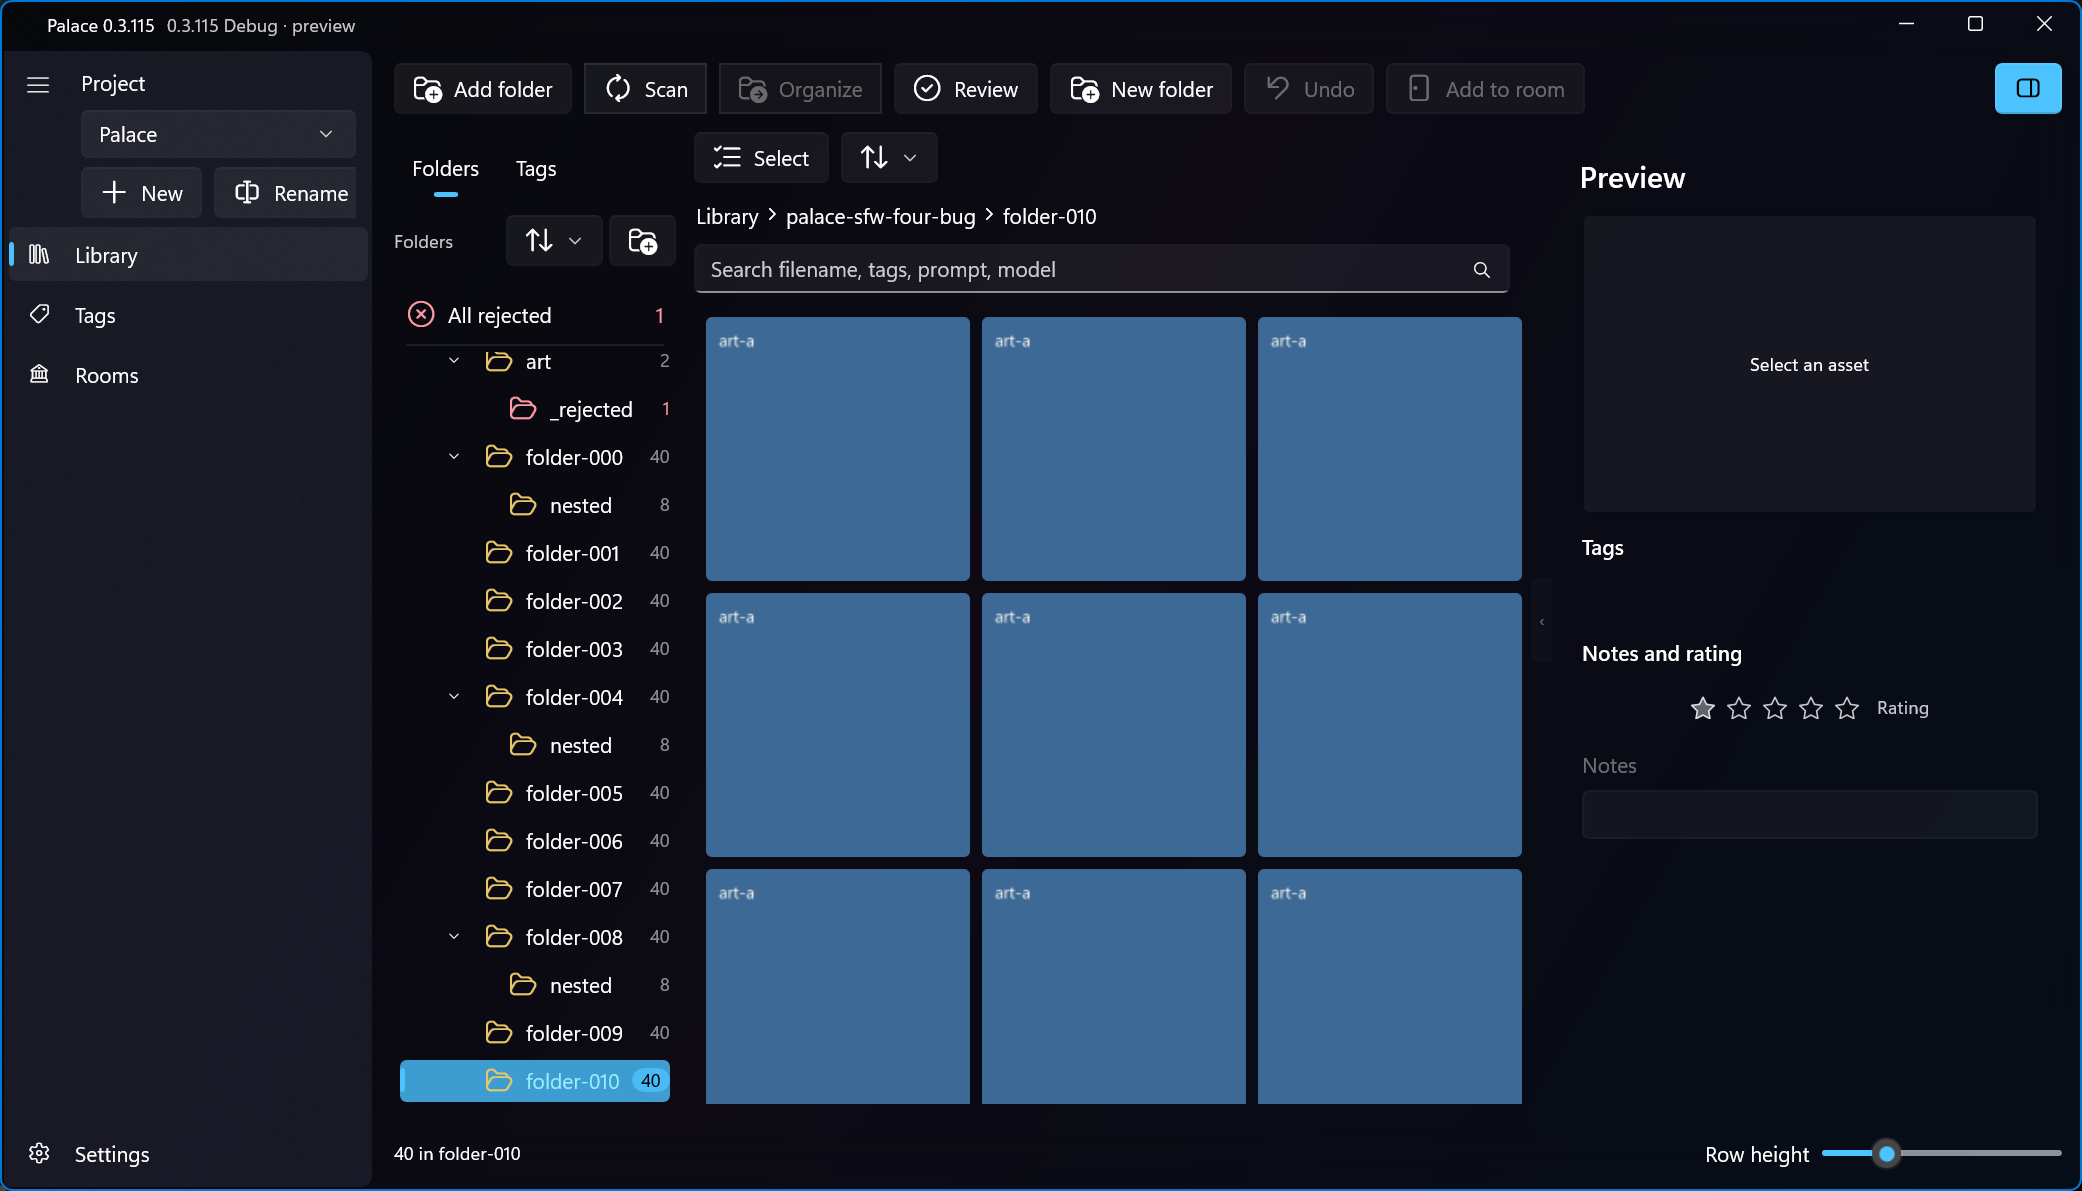 Palace 0.3.115 0.3.115 Debug · preview
Project
Palace
New Rename
Library
Tags
Rooms
Settings
Add folder Scan Organize Review New folder Undo Add to room
Folders Tags
Folders
All rejected 1
art 2
_rejected 1
folder-000 40
nested 8
folder-001 40
folder-002 40
folder-003 40
folder-004 40
nested 8
folder-005 40
folder-006 40
folder-007 40
folder-008 40
nested 8
folder-009 40
folder-010 40
40 in folder-010
Select
Library > palace-sfw-four-bug > folder-010
Search filename, tags, prompt, model
art-a art-a art-a
art-a art-a art-a
art-a art-a art-a
Preview
Select an asset
Tags
Notes and rating
Rating
Notes
Row height